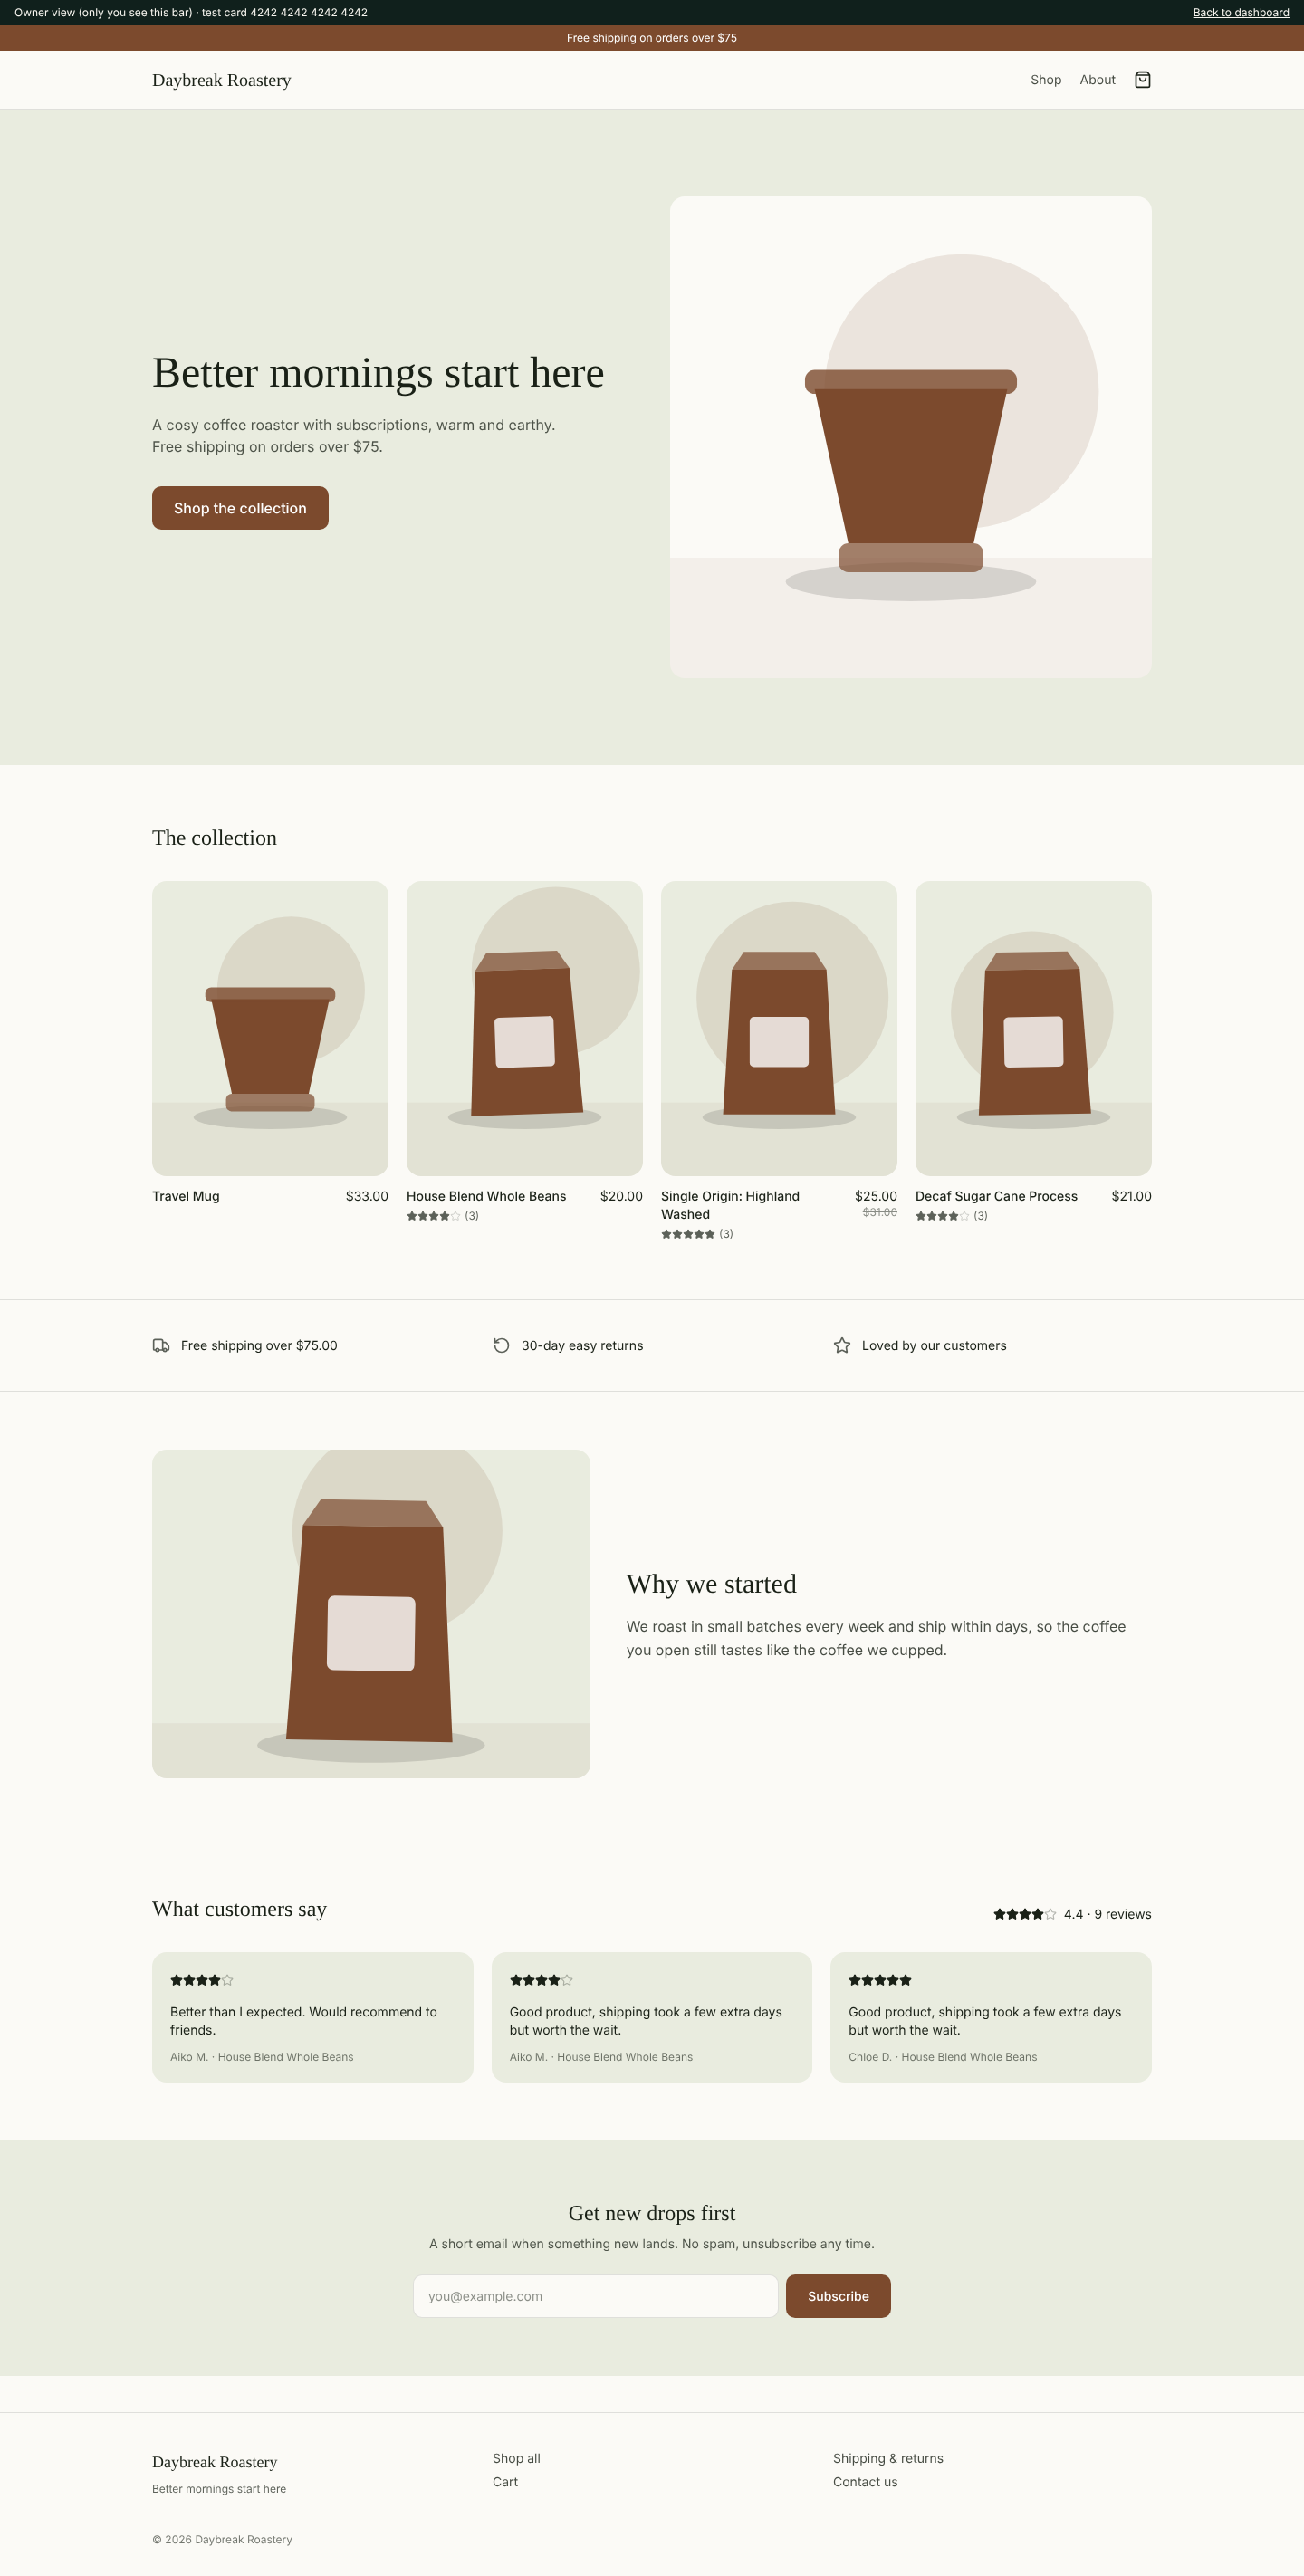 Owner view (only you see this bar) · test card 4242 4242 4242 4242
Back to dashboard
Free shipping on orders over $75
Daybreak Roastery
Shop
About
Better mornings start here
A cosy coffee roaster with subscriptions, warm and earthy.
Free shipping on orders over $75.
Shop the collection
The collection
Travel Mug
$33.00
House Blend Whole Beans
$20.00
(3)
Single Origin: Highland
Washed
$25.00
$31.00
(3)
Decaf Sugar Cane Process
$21.00
(3)
Free shipping over $75.00
30-day easy returns
Loved by our customers
Why we started
We roast in small batches every week and ship within days, so the coffee
you open still tastes like the coffee we cupped.
What customers say
4.4 · 9 reviews
Better than I expected. Would recommend to
friends.
Aiko M. · House Blend Whole Beans
Good product, shipping took a few extra days
but worth the wait.
Aiko M. · House Blend Whole Beans
Good product, shipping took a few extra days
but worth the wait.
Chloe D. · House Blend Whole Beans
Get new drops first
A short email when something new lands. No spam, unsubscribe any time.
you@example.com
Subscribe
Daybreak Roastery
Better mornings start here
Shop all
Cart
Shipping & returns
Contact us
© 2026 Daybreak Roastery